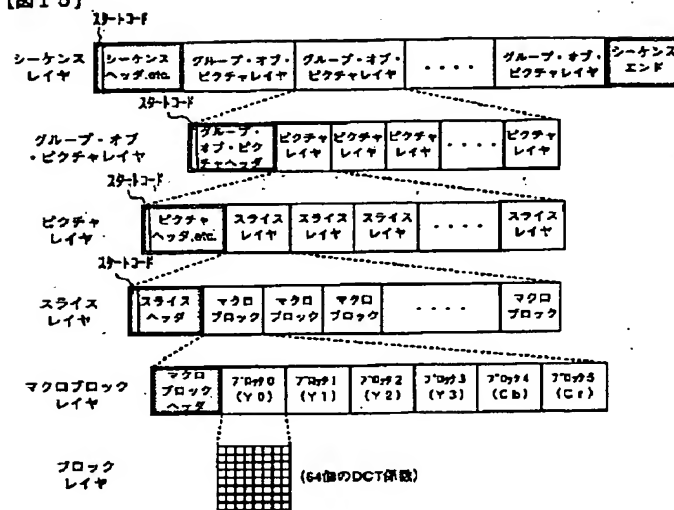 【図15】
スタートコード
シーケンス
レイヤ
シーケンス
ヘッダ,etc.
グループ・オブ・
ピクチャレイヤ
グループ・オブ・
ピクチャレイヤ
・・・・
グループ・オブ・
ピクチャレイヤ
シーケンス
エンド
スタートコード
グループ・オブ
・ピクチャレイヤ
グループ・
オブ・ピク
チャヘッダ
ピクチャ
レイヤ
ピクチャ
レイヤ
ピクチャ
レイヤ
・・・・
ピクチャ
レイヤ
スタートコード
ピクチャ
レイヤ
ピクチャ
ヘッダ,etc.
スライス
レイヤ
スライス
レイヤ
スライス
レイヤ
・・・・
スライス
レイヤ
スタートコード
スライス
レイヤ
スライス
ヘッダ
マクロ
ブロック
マクロ
ブロック
マクロ
ブロック
・・・・
マクロ
ブロック
マクロブロック
レイヤ
マクロ
ブロック
ヘッダ
ブロック0
(Y0)
ブロック1
(Y1)
ブロック2
(Y2)
ブロック3
(Y3)
ブロック4
(Cb)
ブロック5
(Cr)
ブロック
レイヤ
(64個のDCT係数)